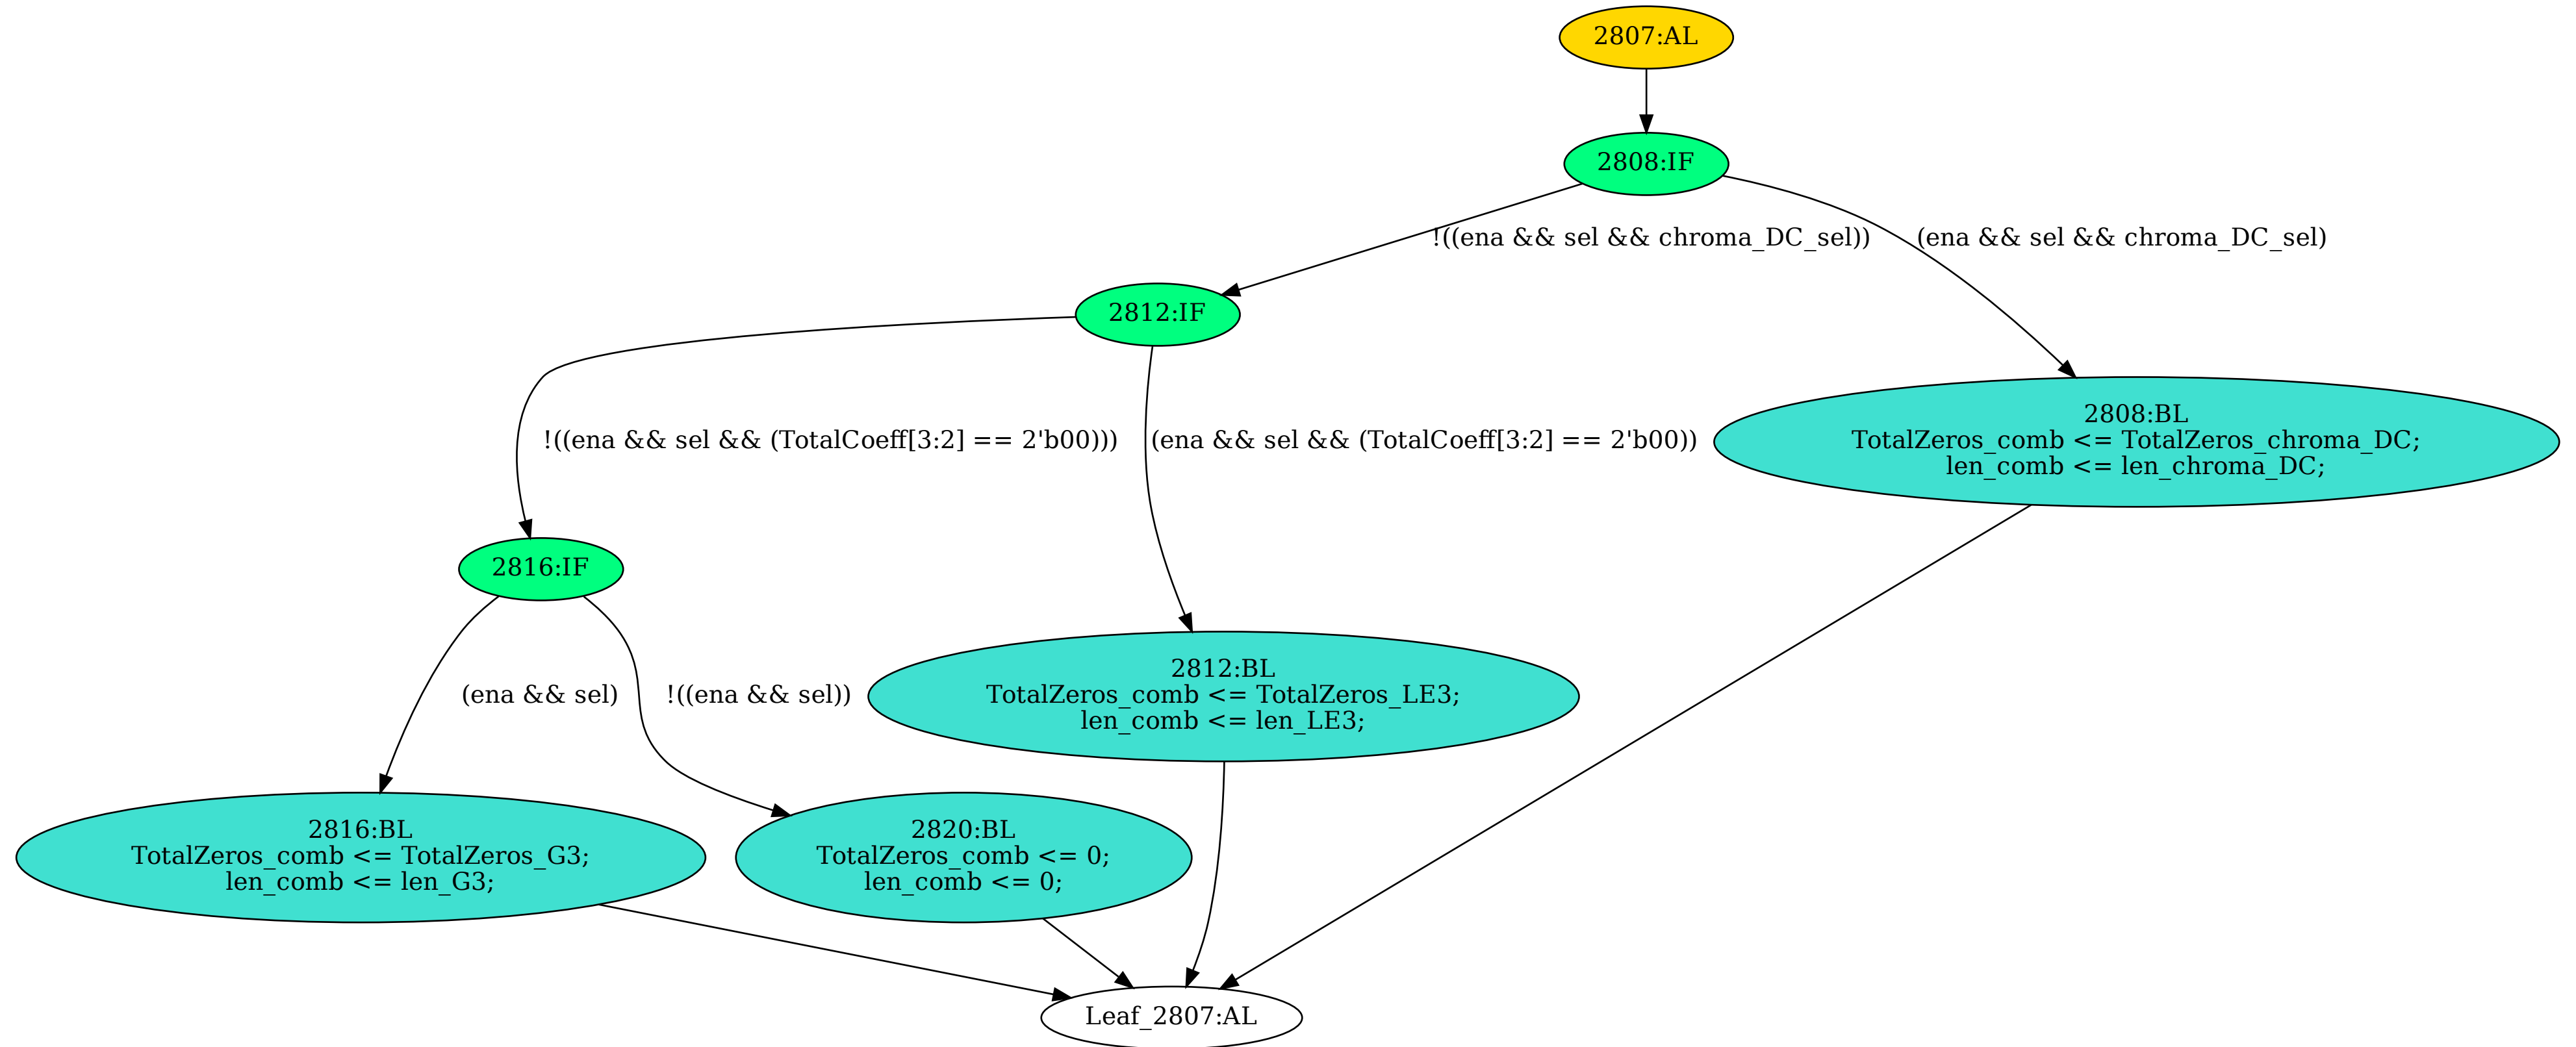 2807:AL
2808:IF
!((ena && sel && chroma_DC_sel))
(ena && sel && chroma_DC_sel)
2812:IF
2808:BL
TotalZeros_comb <= TotalZeros_chroma_DC;
len_comb <= len_chroma_DC;
!((ena && sel && (TotalCoeff[3:2] == 2'b00)))
(ena && sel && (TotalCoeff[3:2] == 2'b00))
2816:IF
2812:BL
TotalZeros_comb <= TotalZeros_LE3;
len_comb <= len_LE3;
(ena && sel)
!((ena && sel))
2816:BL
TotalZeros_comb <= TotalZeros_G3;
len_comb <= len_G3;
2820:BL
TotalZeros_comb <= 0;
len_comb <= 0;
Leaf_2807:AL